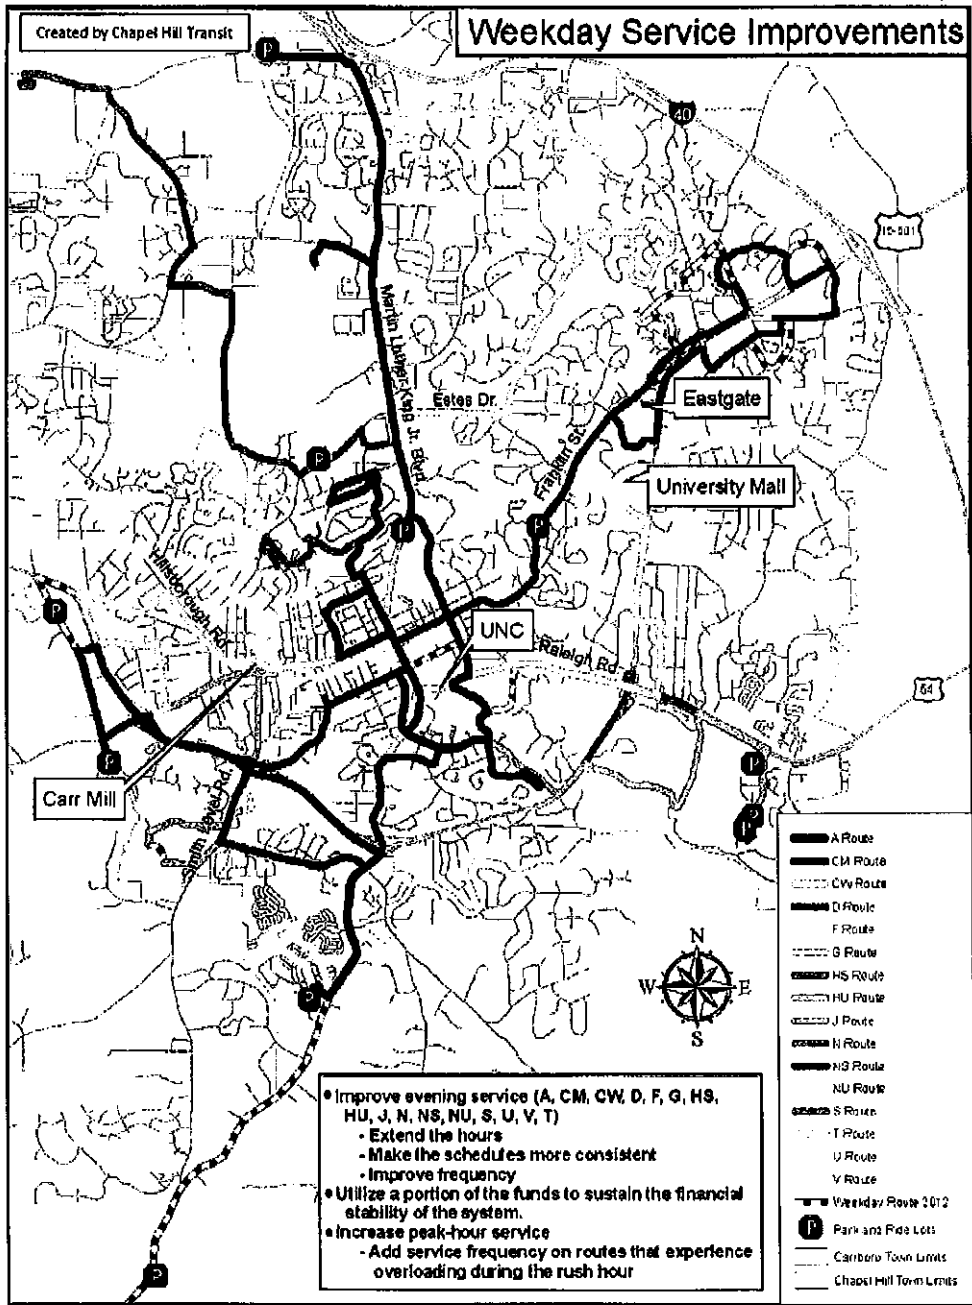 Created by Chapel Hill Transit
Weekday Service Improvements
40
15-501
Martin Luther King Jr. Blvd
Estes Dr.
Eastgate
Franklin St.
University Mall
Hillsborough Rd
UNC
Raleigh Rd
54
Carr Mill
Smith Level Rd.
A Route
CM Route
CW Route
D Route
F Route
G Route
HS Route
HU Route
J Route
N Route
NS Route
NU Route
S Route
T Route
U Route
V Route
Weekday Route 2012
P Park and Ride Lots
Carrboro Town Limits
Chapel Hill Town Limits
N
W E
S
• Improve evening service (A, CM, CW, D, F, G, HS,
HU, J, N, NS, NU, S, U, V, T)
- Extend the hours
- Make the schedules more consistent
- Improve frequency
• Utilize a portion of the funds to sustain the financial
stability of the system.
• Increase peak-hour service
- Add service frequency on routes that experience
overloading during the rush hour
P
P
P
P
P
P
P
P
P
P
P